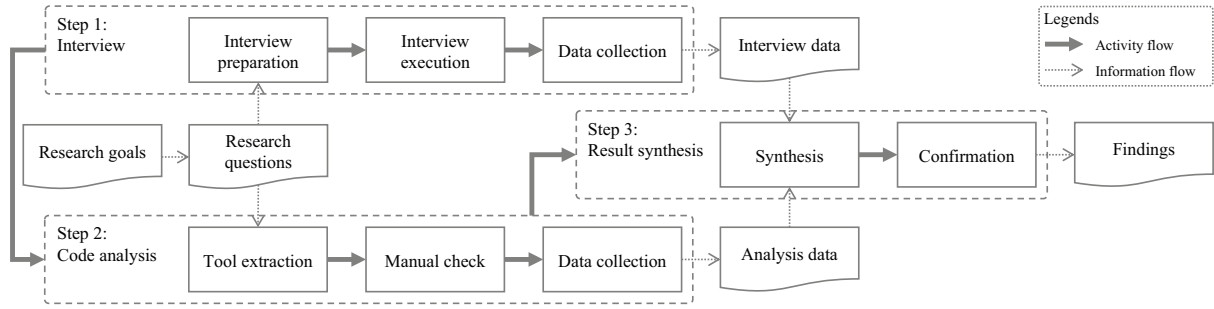 Step 1:
Interview
Interview
preparation
Interview
execution
Data collection
Interview data
Legends
Activity flow
Information flow
Research goals
Research
questions
Step 3:
Result synthesis
Synthesis
Confirmation
Findings
Step 2:
Code analysis
Tool extraction
Manual check
Data collection
Analysis data